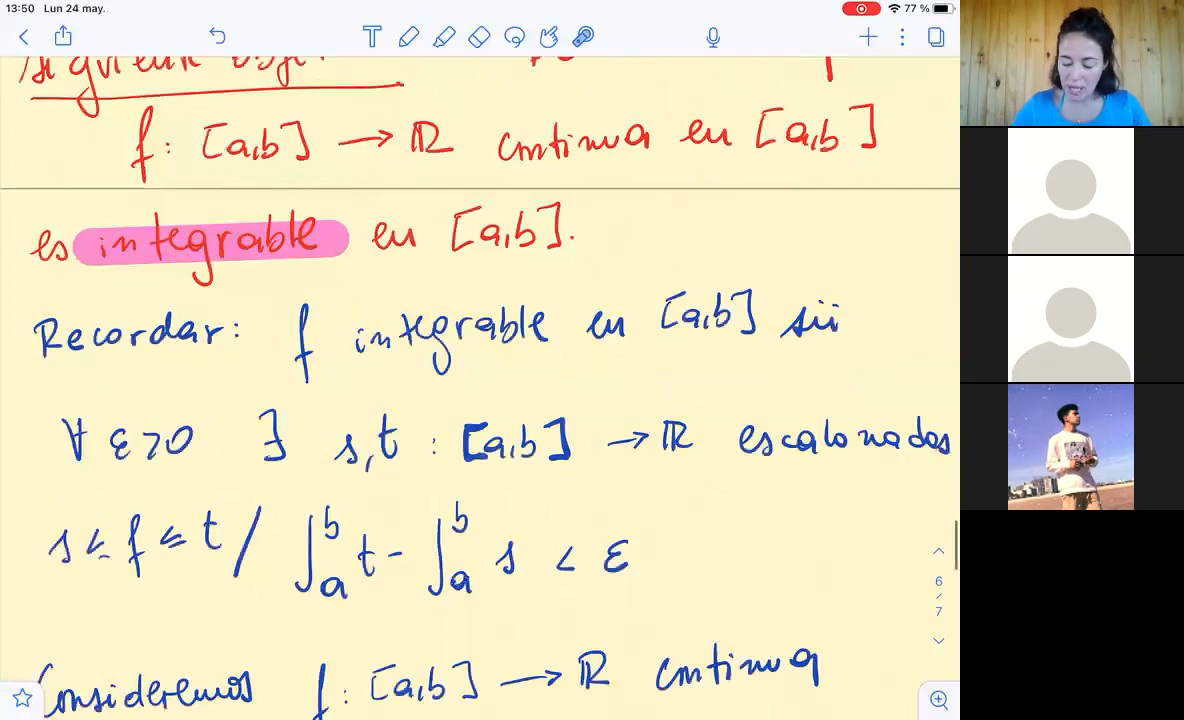 13:50 Lun 24 may.
77 %
T
f: [a,b] → ℝ continua en [a,b]
es integrable en [a,b].
Recordar: f integrable en [a,b] sii
∀ ε>0 ∃ s,t : [a,b] → ℝ escalonadas
s ≤ f ≤ t / ∫ₐᵇ t - ∫ₐᵇ s < ε
6 / 7
Consideremos f: [a,b] → ℝ continua